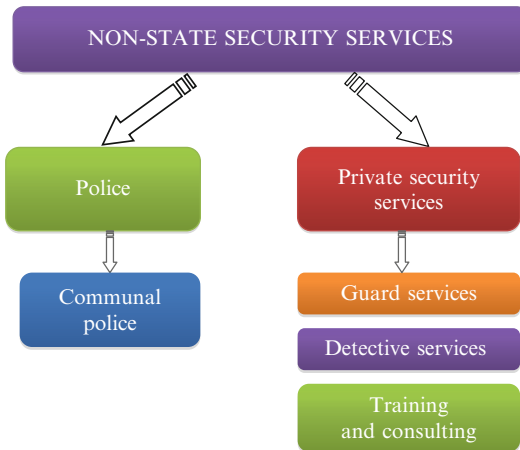 NON-STATE SECURITY SERVICES
Police
Private security
services
Communal
police
Guard services
Detective services
Training
and consulting